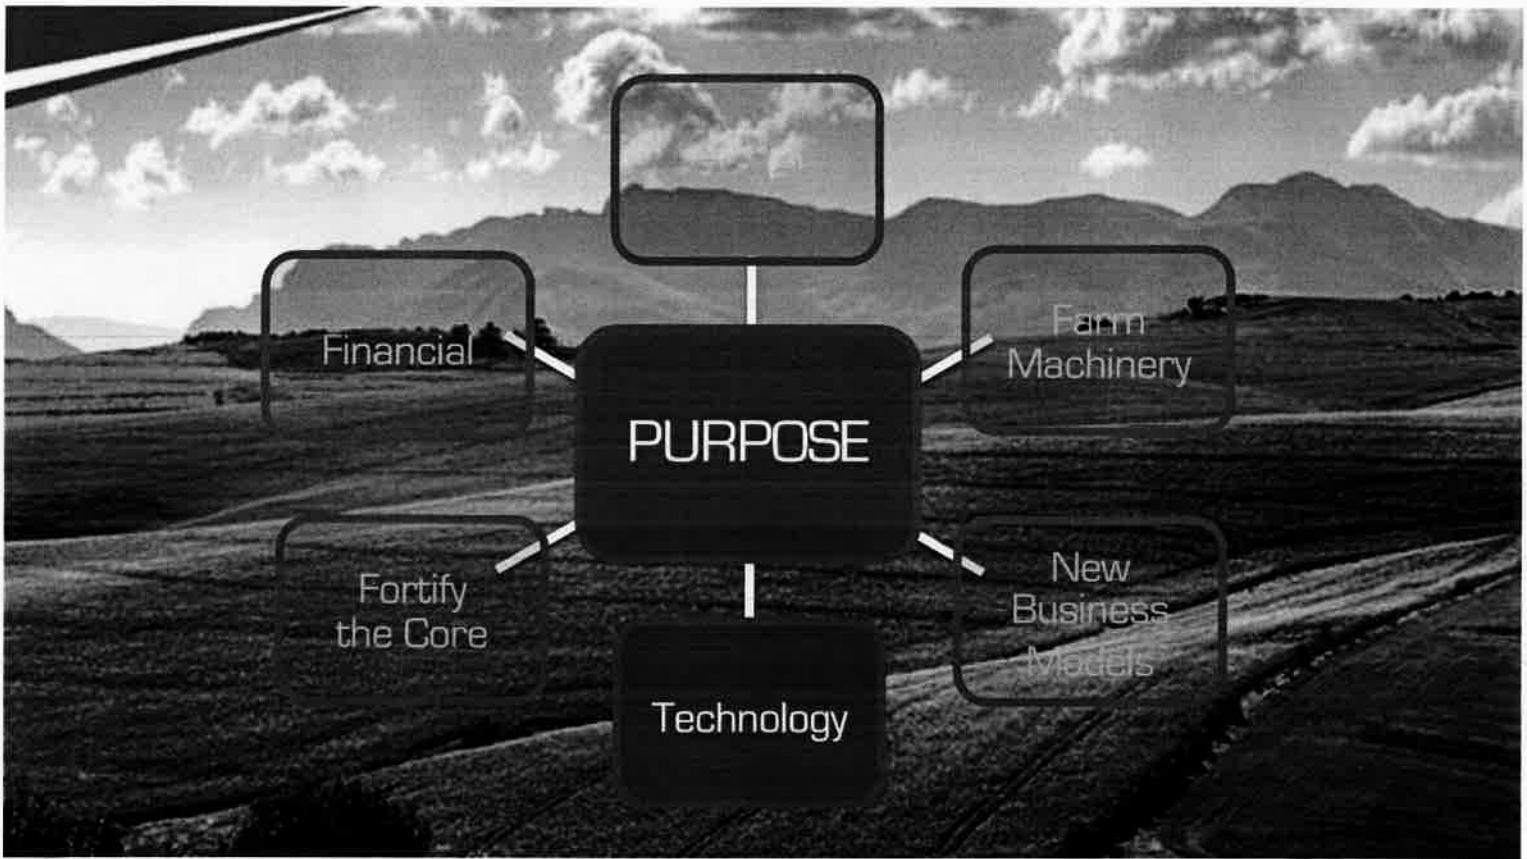 Financial
Farm
Machinery
PURPOSE
Fortify
the Core
New
Business
Models
Technology